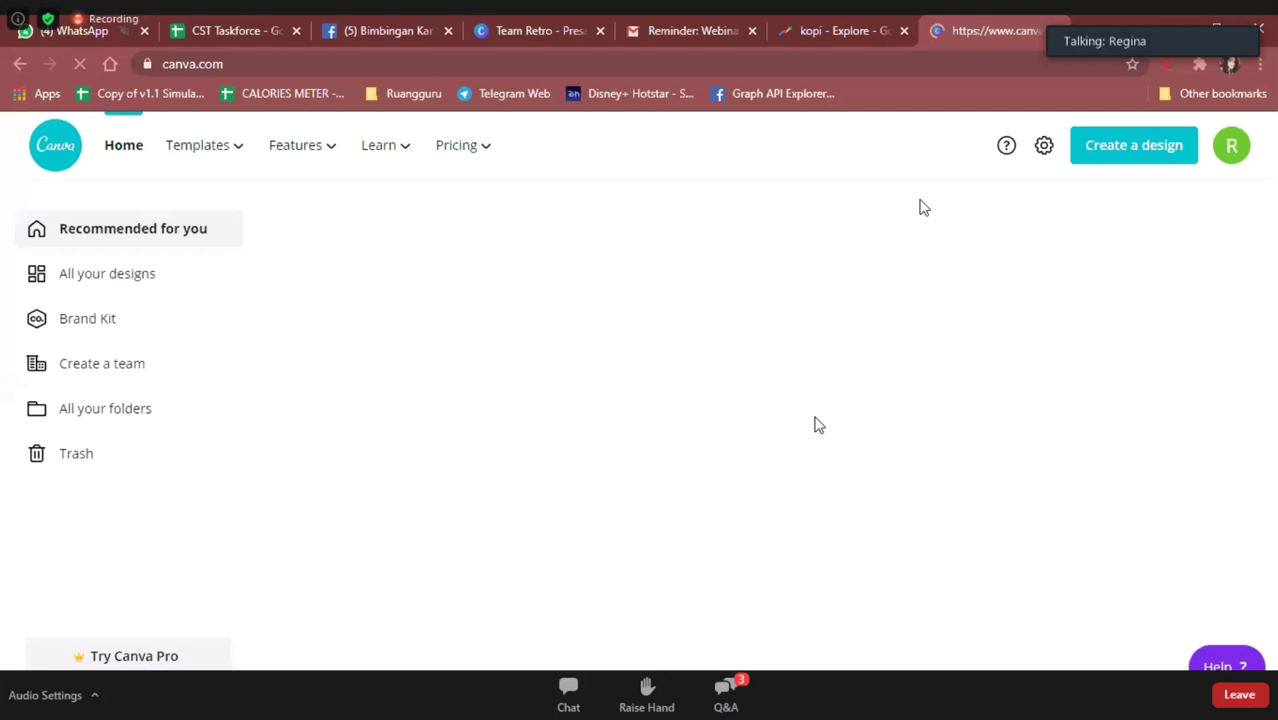 Recording
(4) WhatsApp
CST Taskforce - Go
(5) Bimbingan Kar
Team Retro - Prese
Reminder: Webina
kopi - Explore - Go
https://www.canv
Talking: Regina
canva.com
Apps
Copy of v1.1 Simula...
CALORIES METER -...
Ruangguru
Telegram Web
Disney+ Hotstar - S...
Graph API Explorer...
Other bookmarks
Canva
Home
Templates
Features
Learn
Pricing
?
Create a design
R
Recommended for you
All your designs
CO.
Brand Kit
Create a team
All your folders
Trash
Try Canva Pro
Help ?
Audio Settings
Chat
Raise Hand
3
Q&A
Leave